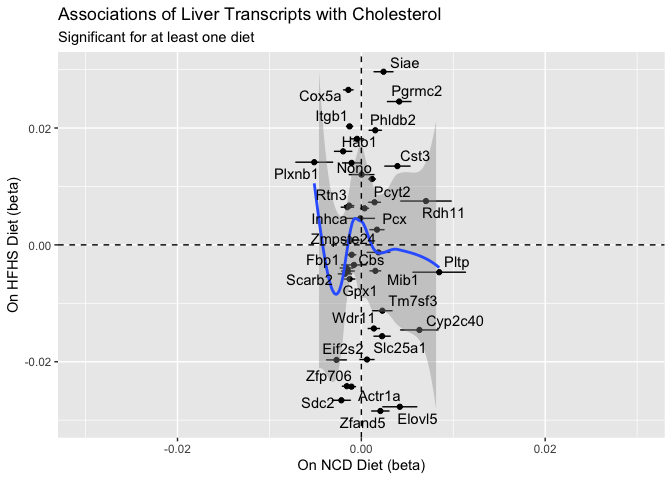 Associations of Liver Transcripts with Cholesterol
Significant for at least one diet
Siae
Cox5a
Pgrmc2
Itgb1
Phldb2
0.02
Hao1
Cst3
Nono
Plxnb1
Rtn3
Pcyt2
Rdh11
Inhca
Pcx
Zmpste24
0.00
Fbp1
Cbs
Pltp
Scarb2
Mib1
Gpx1
Tm7sf3
Wdr11
Cyp2c40
-0.02
Eif2s2
Slc25a1
Zfp706
Sdc2
Actr1a
Zfand5
Elovl5
-0.02
0.00
0.02
On NCD Diet (beta)
On HFHS Diet (beta)